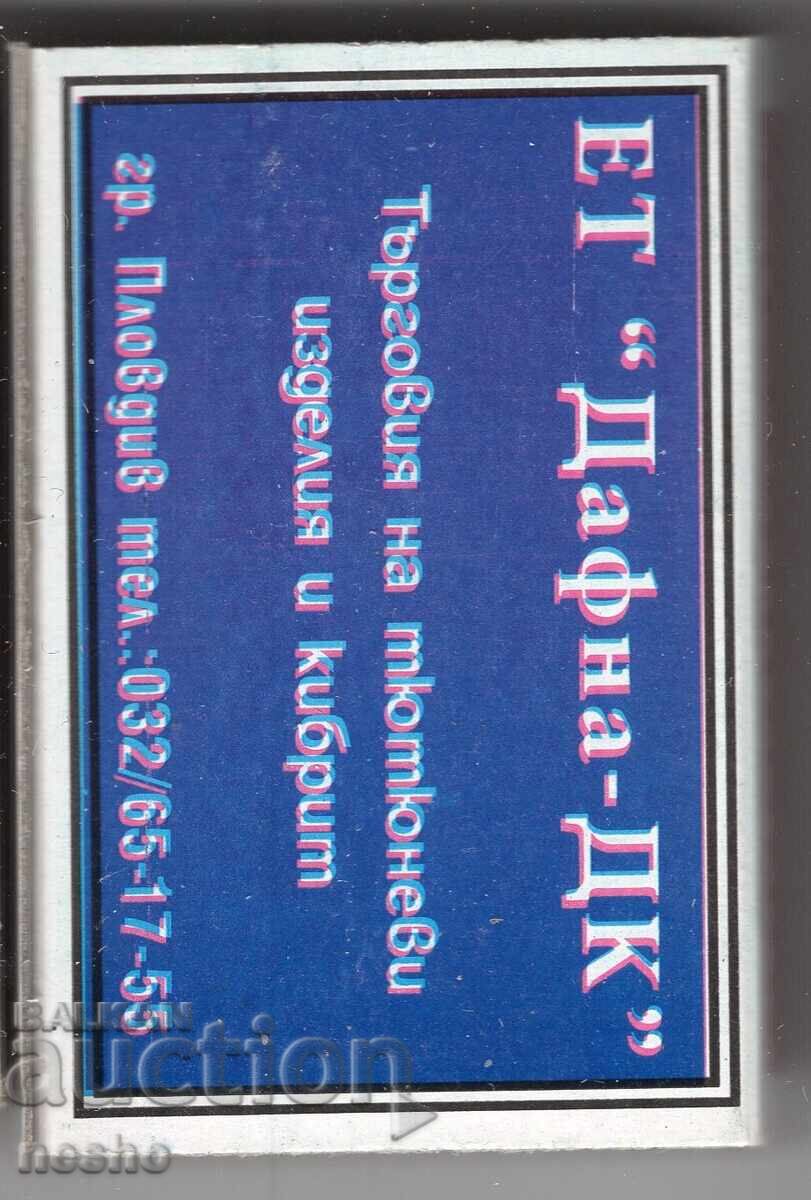 ЕТ “Дафна-ДК”
Търговия на тютюневи
изделия и кибрит
гр. Пловдив тел.:032/65-17-55
BALKAN
auction
nesho